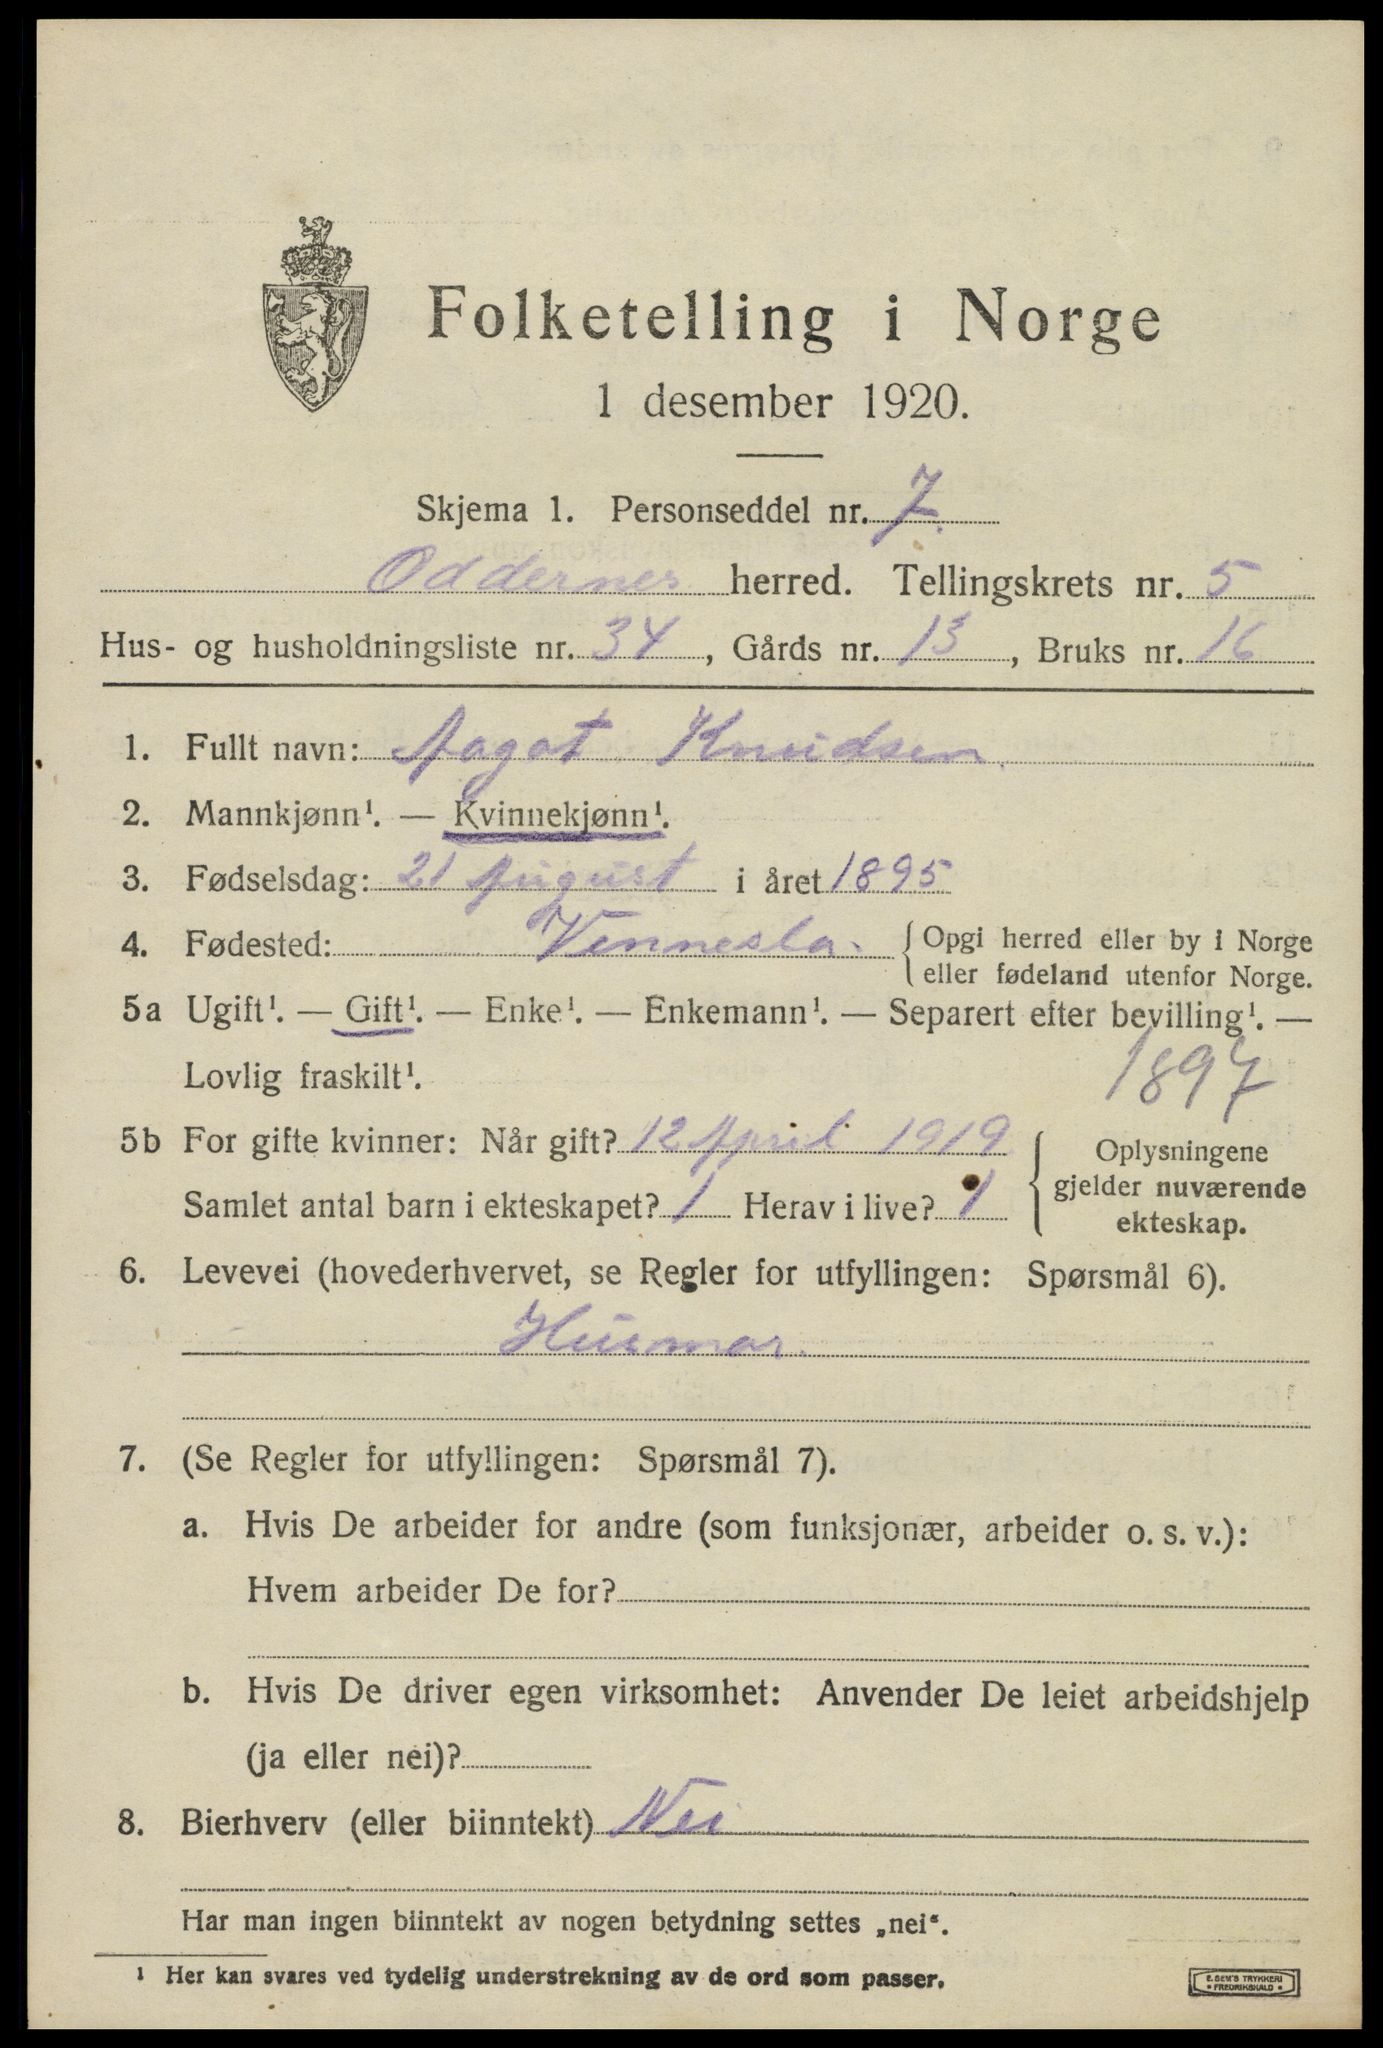 Folketelling i Norge
1 desember 1920.
Skjema 1. Personseddel nr. 7.
Oddernes herred. Tellingskrets nr. 5
Hus- og husholdningsliste nr. 34, Gårds nr. 13, Bruks nr. 16
1. Fullt navn: Aagot Knudsen.
2. Mannkjønn¹. — Kvinnekjønn¹.
3. Fødselsdag: 21 August i året 1895
4. Fødested: Vennesla. { Opgi herred eller by i Norge
eller fødeland utenfor Norge.
5a Ugift¹. — Gift¹. — Enke¹. — Enkemann¹. — Separert efter bevilling¹. —
Lovlig fraskilt¹.
1897
5b For gifte kvinner: Når gift? 12 April 1919
Samlet antal barn i ekteskapet? 1 Herav i live? 1
{ Oplysningene
gjelder nuværende
ekteskap.
6. Levevei (hovederhvervet, se Regler for utfyllingen: Spørsmål 6).
Husmor.
7. (Se Regler for utfyllingen: Spørsmål 7).
a. Hvis De arbeider for andre (som funksjonær, arbeider o. s. v.):
Hvem arbeider De for?
b. Hvis De driver egen virksomhet: Anvender De leiet arbeidshjelp
(ja eller nei)?
8. Bierhverv (eller biinntekt) Nei
Har man ingen biinntekt av nogen betydning settes „nei“.
¹ Her kan svares ved tydelig understrekning av de ord som passer.
E. SEM'S TRYKKERI
• FREDRIKSHALD •